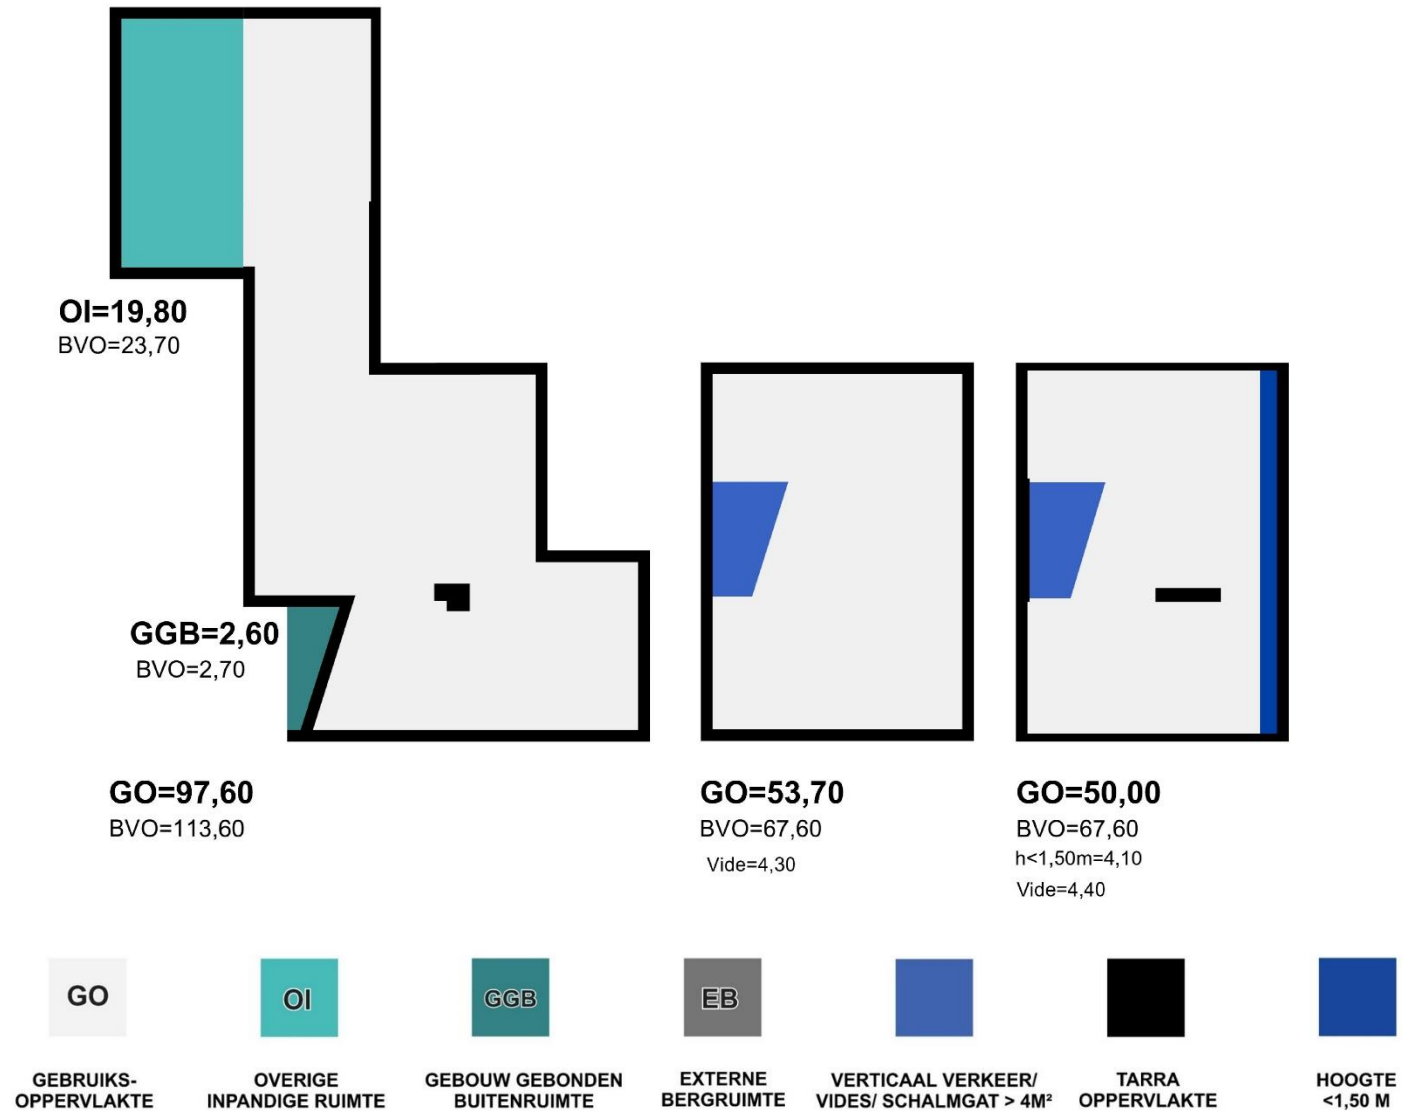 OI=19,80
BVO=23,70
GGB=2,60
BVO=2,70
GO=97,60
BVO=113,60
GO=53,70
BVO=67,60
Vide=4,30
GO=50,00
BVO=67,60
h<1,50m=4,10
Vide=4,40
GO
GEBRUIKS-
OPPERVLAKTE
OI
OVERIGE
INPANDIGE RUIMTE
GGB
GEBOUW GEBONDEN
BUITENRUIMTE
EB
EXTERNE
BERGRUIMTE
VERTICAAL VERKEER/
VIDES/ SCHALMGAT > 4M²
TARRA
OPPERVLAKTE
HOOGTE
<1,50 M